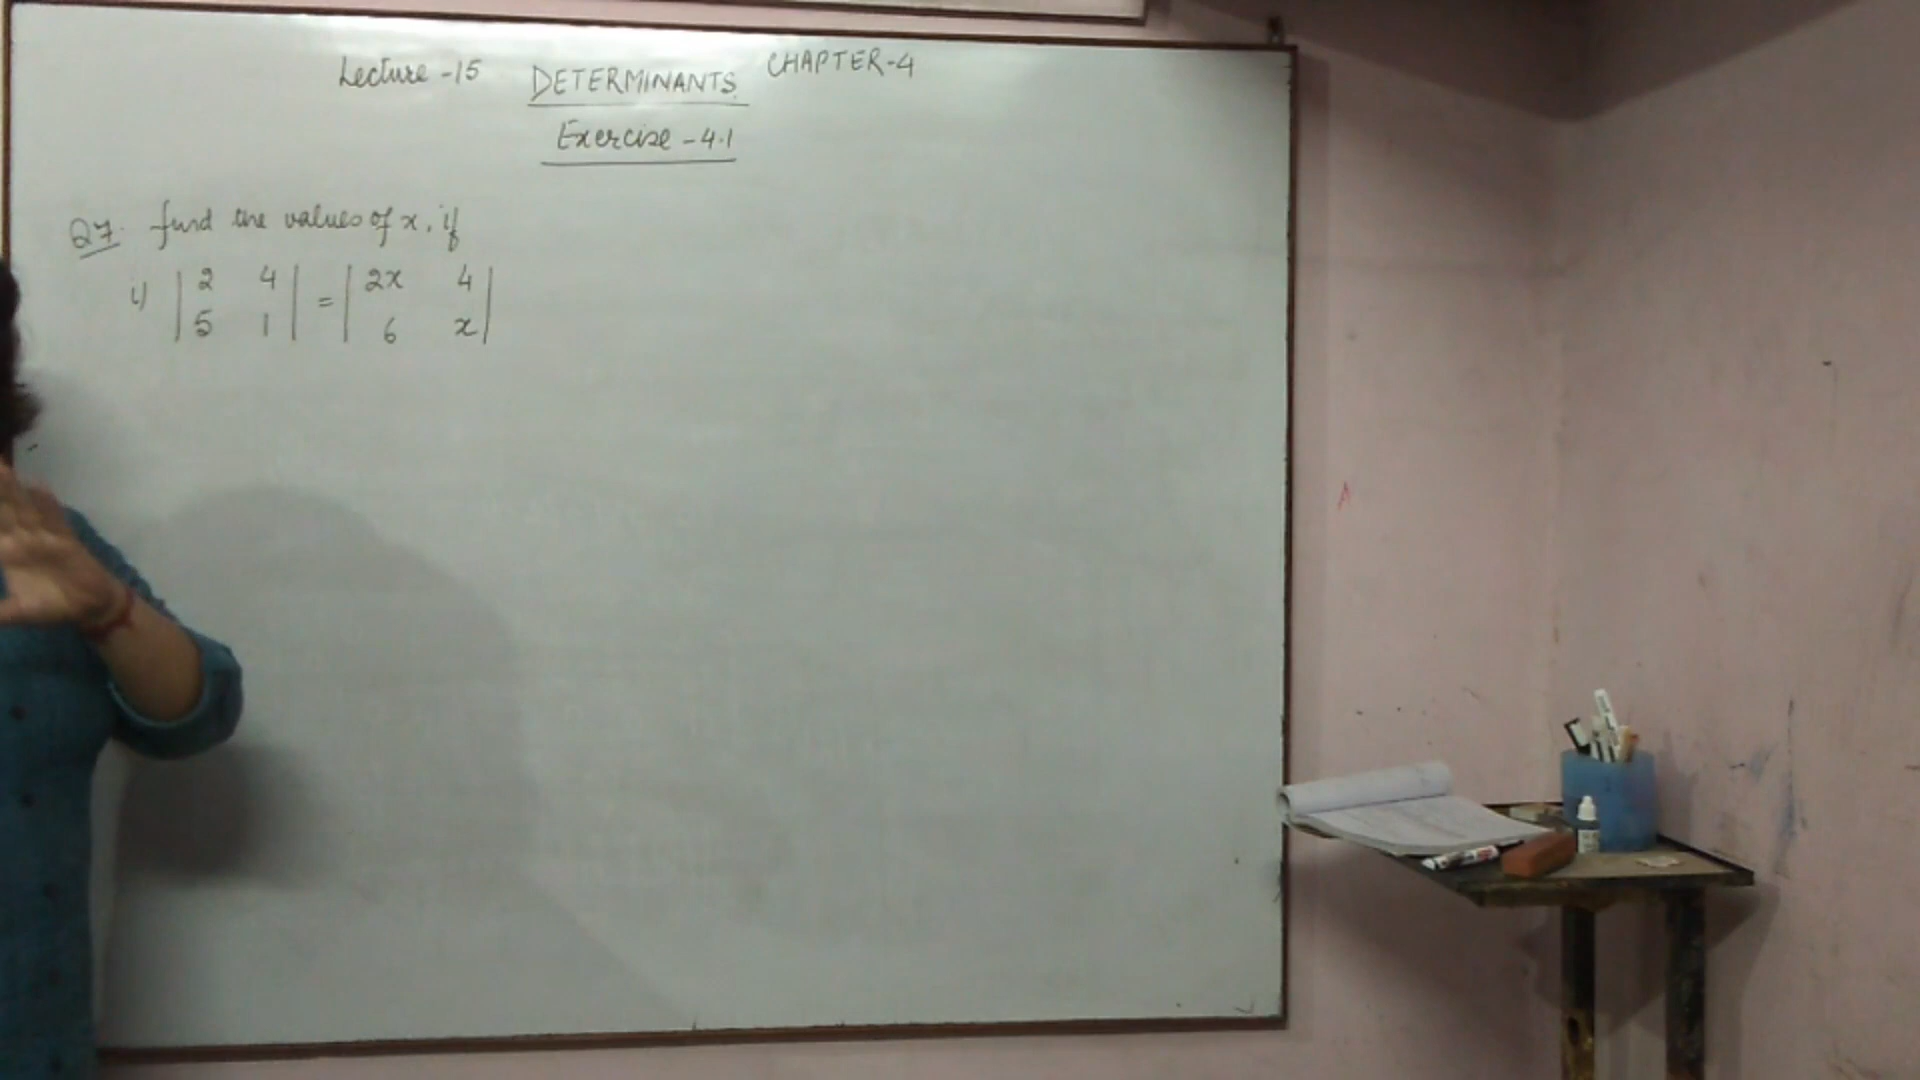 Lecture -15 DETERMINANTS CHAPTER-4
Exercise - 4.1
Q7. find the values of x, if
i) | 2 4 | = | 2x 4 |
| 5 1 | | 6 x |